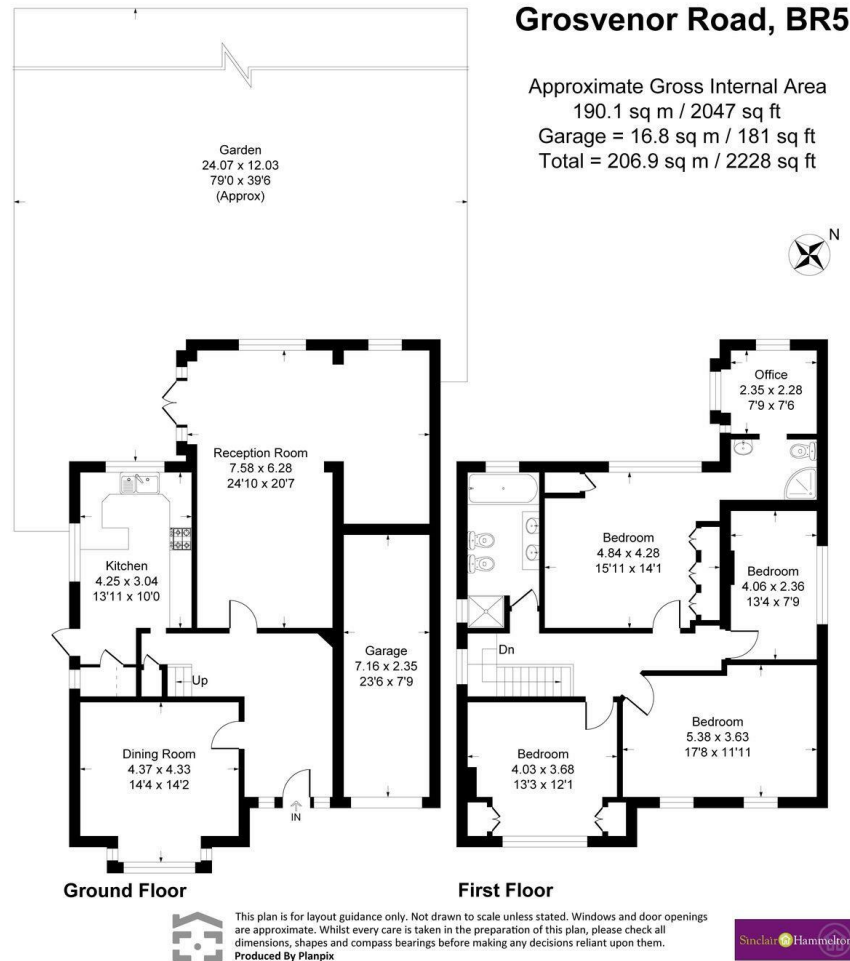 Grosvenor Road, BR5
Approximate Gross Internal Area
190.1 sq m / 2047 sq ft
Garage = 16.8 sq m / 181 sq ft
Total = 206.9 sq m / 2228 sq ft
N
Garden
24.07 x 12.03
79'0 x 39'6
(Approx)
Reception Room
7.58 x 6.28
24'10 x 20'7
Kitchen
4.25 x 3.04
13'11 x 10'0
Garage
7.16 x 2.35
23'6 x 7'9
Up
Dining Room
4.37 x 4.33
14'4 x 14'2
IN
Ground Floor
Office
2.35 x 2.28
7'9 x 7'6
Bedroom
4.84 x 4.28
15'11 x 14'1
Bedroom
4.06 x 2.36
13'4 x 7'9
Dn
Bedroom
5.38 x 3.63
17'8 x 11'11
Bedroom
4.03 x 3.68
13'3 x 12'1
First Floor
This plan is for layout guidance only. Not drawn to scale unless stated. Windows and door openings
are approximate. Whilst every care is taken in the preparation of this plan, please check all
dimensions, shapes and compass bearings before making any decisions reliant upon them.
Produced By Planpix
Sinclair Hammelton